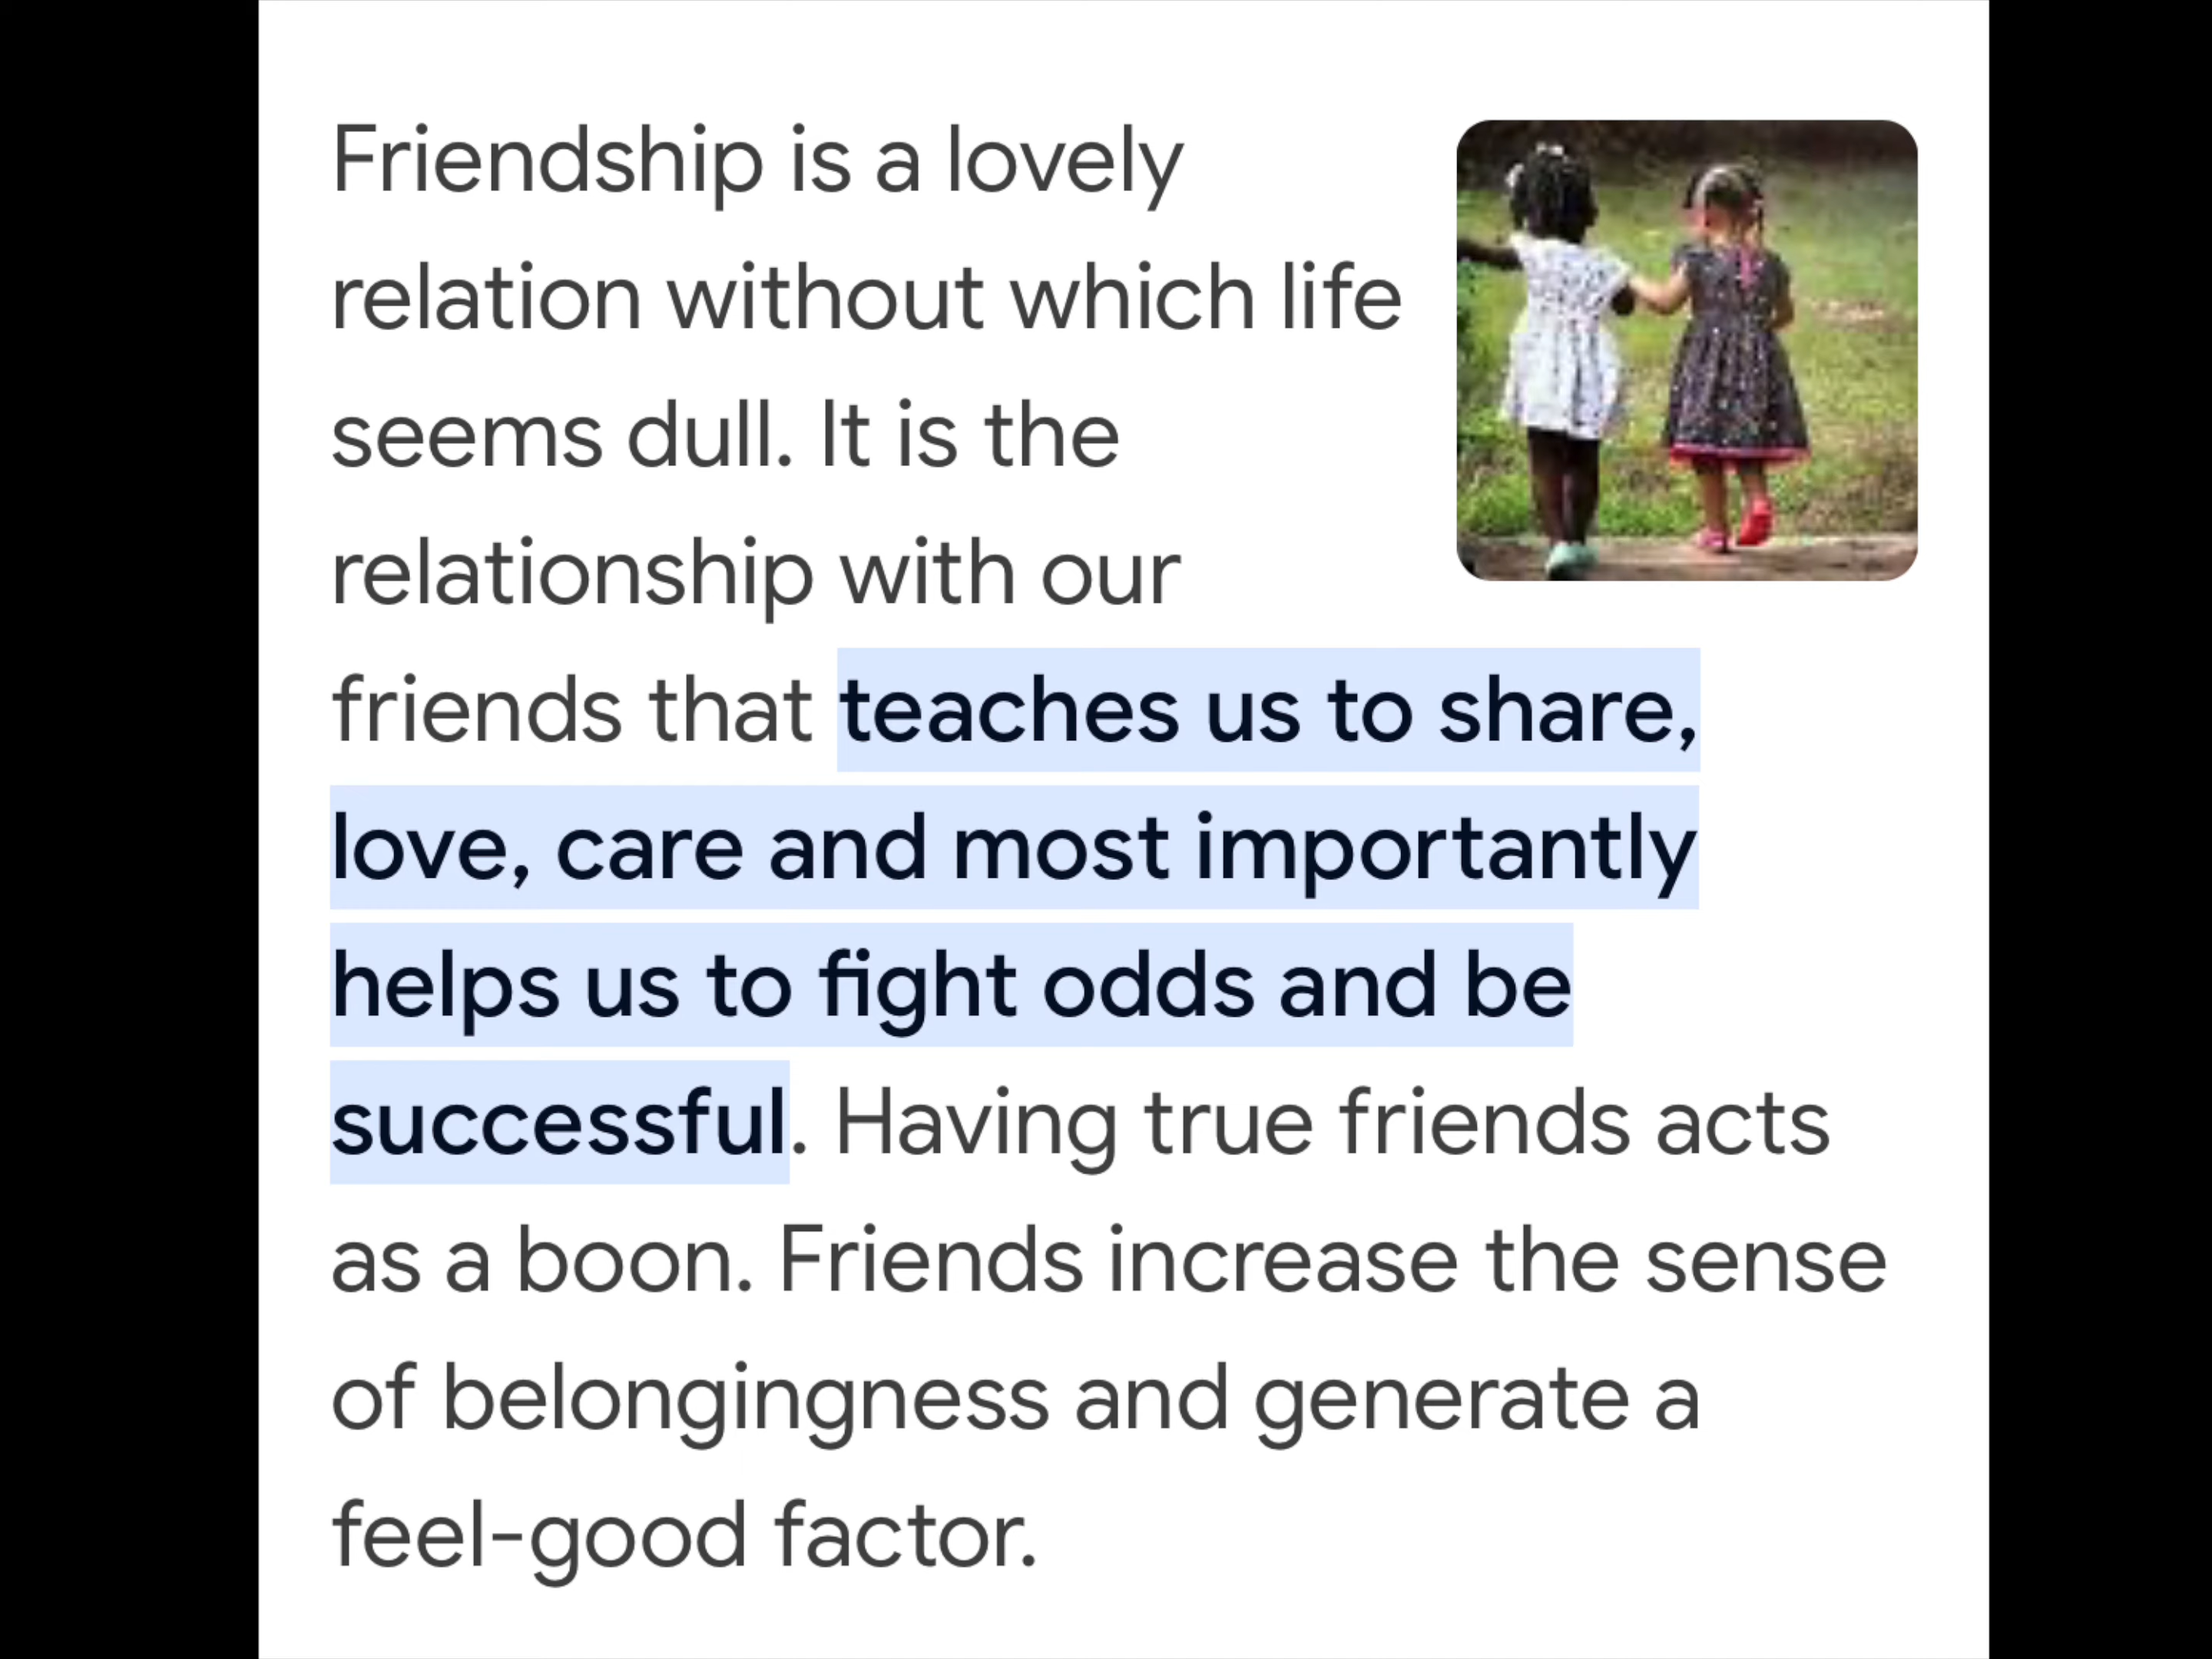 Friendship is a lovely
relation without which life
seems dull. It is the
relationship with our
friends that teaches us to share,
love, care and most importantly
helps us to fight odds and be
successful. Having true friends acts
as a boon. Friends increase the sense
of belongingness and generate a
feel-good factor.